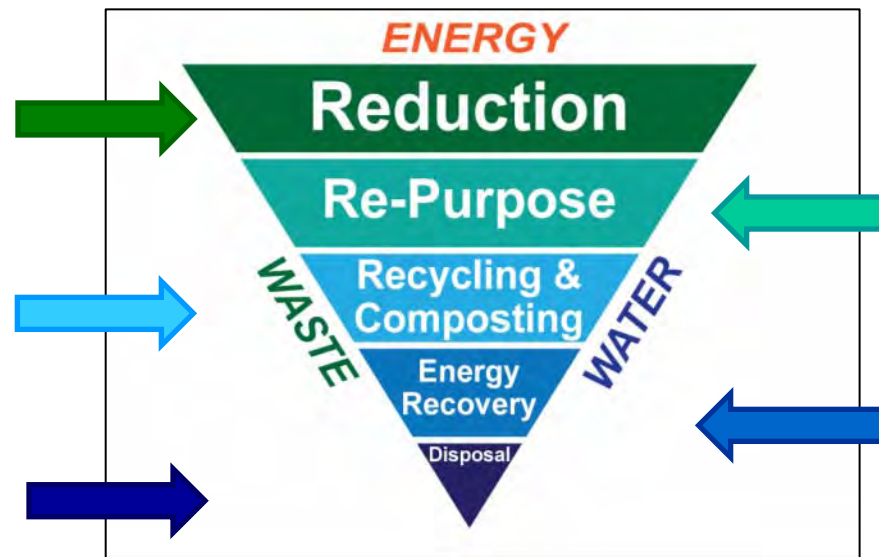 ENERGY
Reduction
Re-Purpose
WASTE
Recycling &
Composting
WATER
Energy
Recovery
Disposal